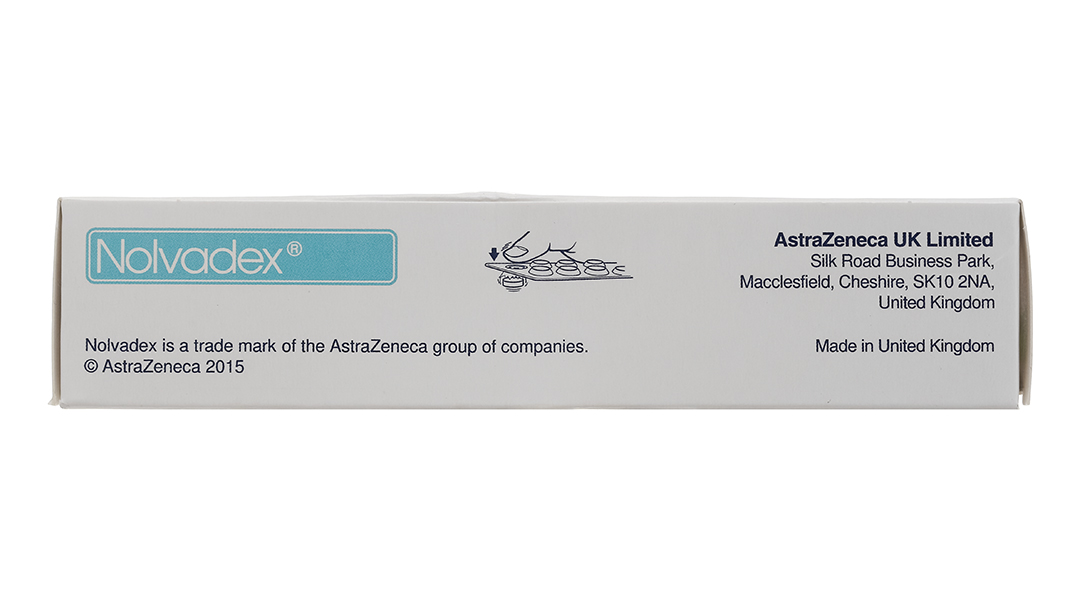 Nolvadex®
Nolvadex is a trade mark of the AstraZeneca group of companies.
© AstraZeneca 2015
AstraZeneca UK Limited
Silk Road Business Park,
Macclesfield, Cheshire, SK10 2NA,
United Kingdom
Made in United Kingdom